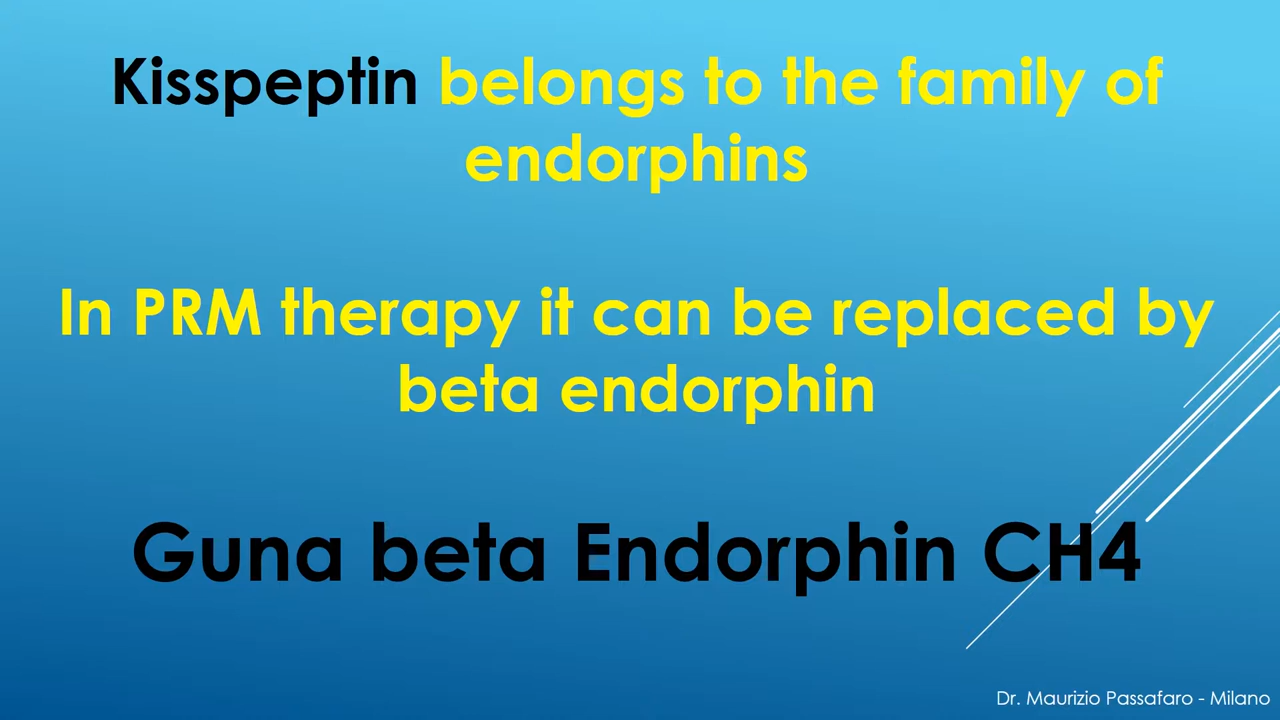 Kisspeptin belongs to the family of
endorphins
In PRM therapy it can be replaced by
beta endorphin
Guna beta Endorphin CH4
Dr. Maurizio Passafaro - Milano